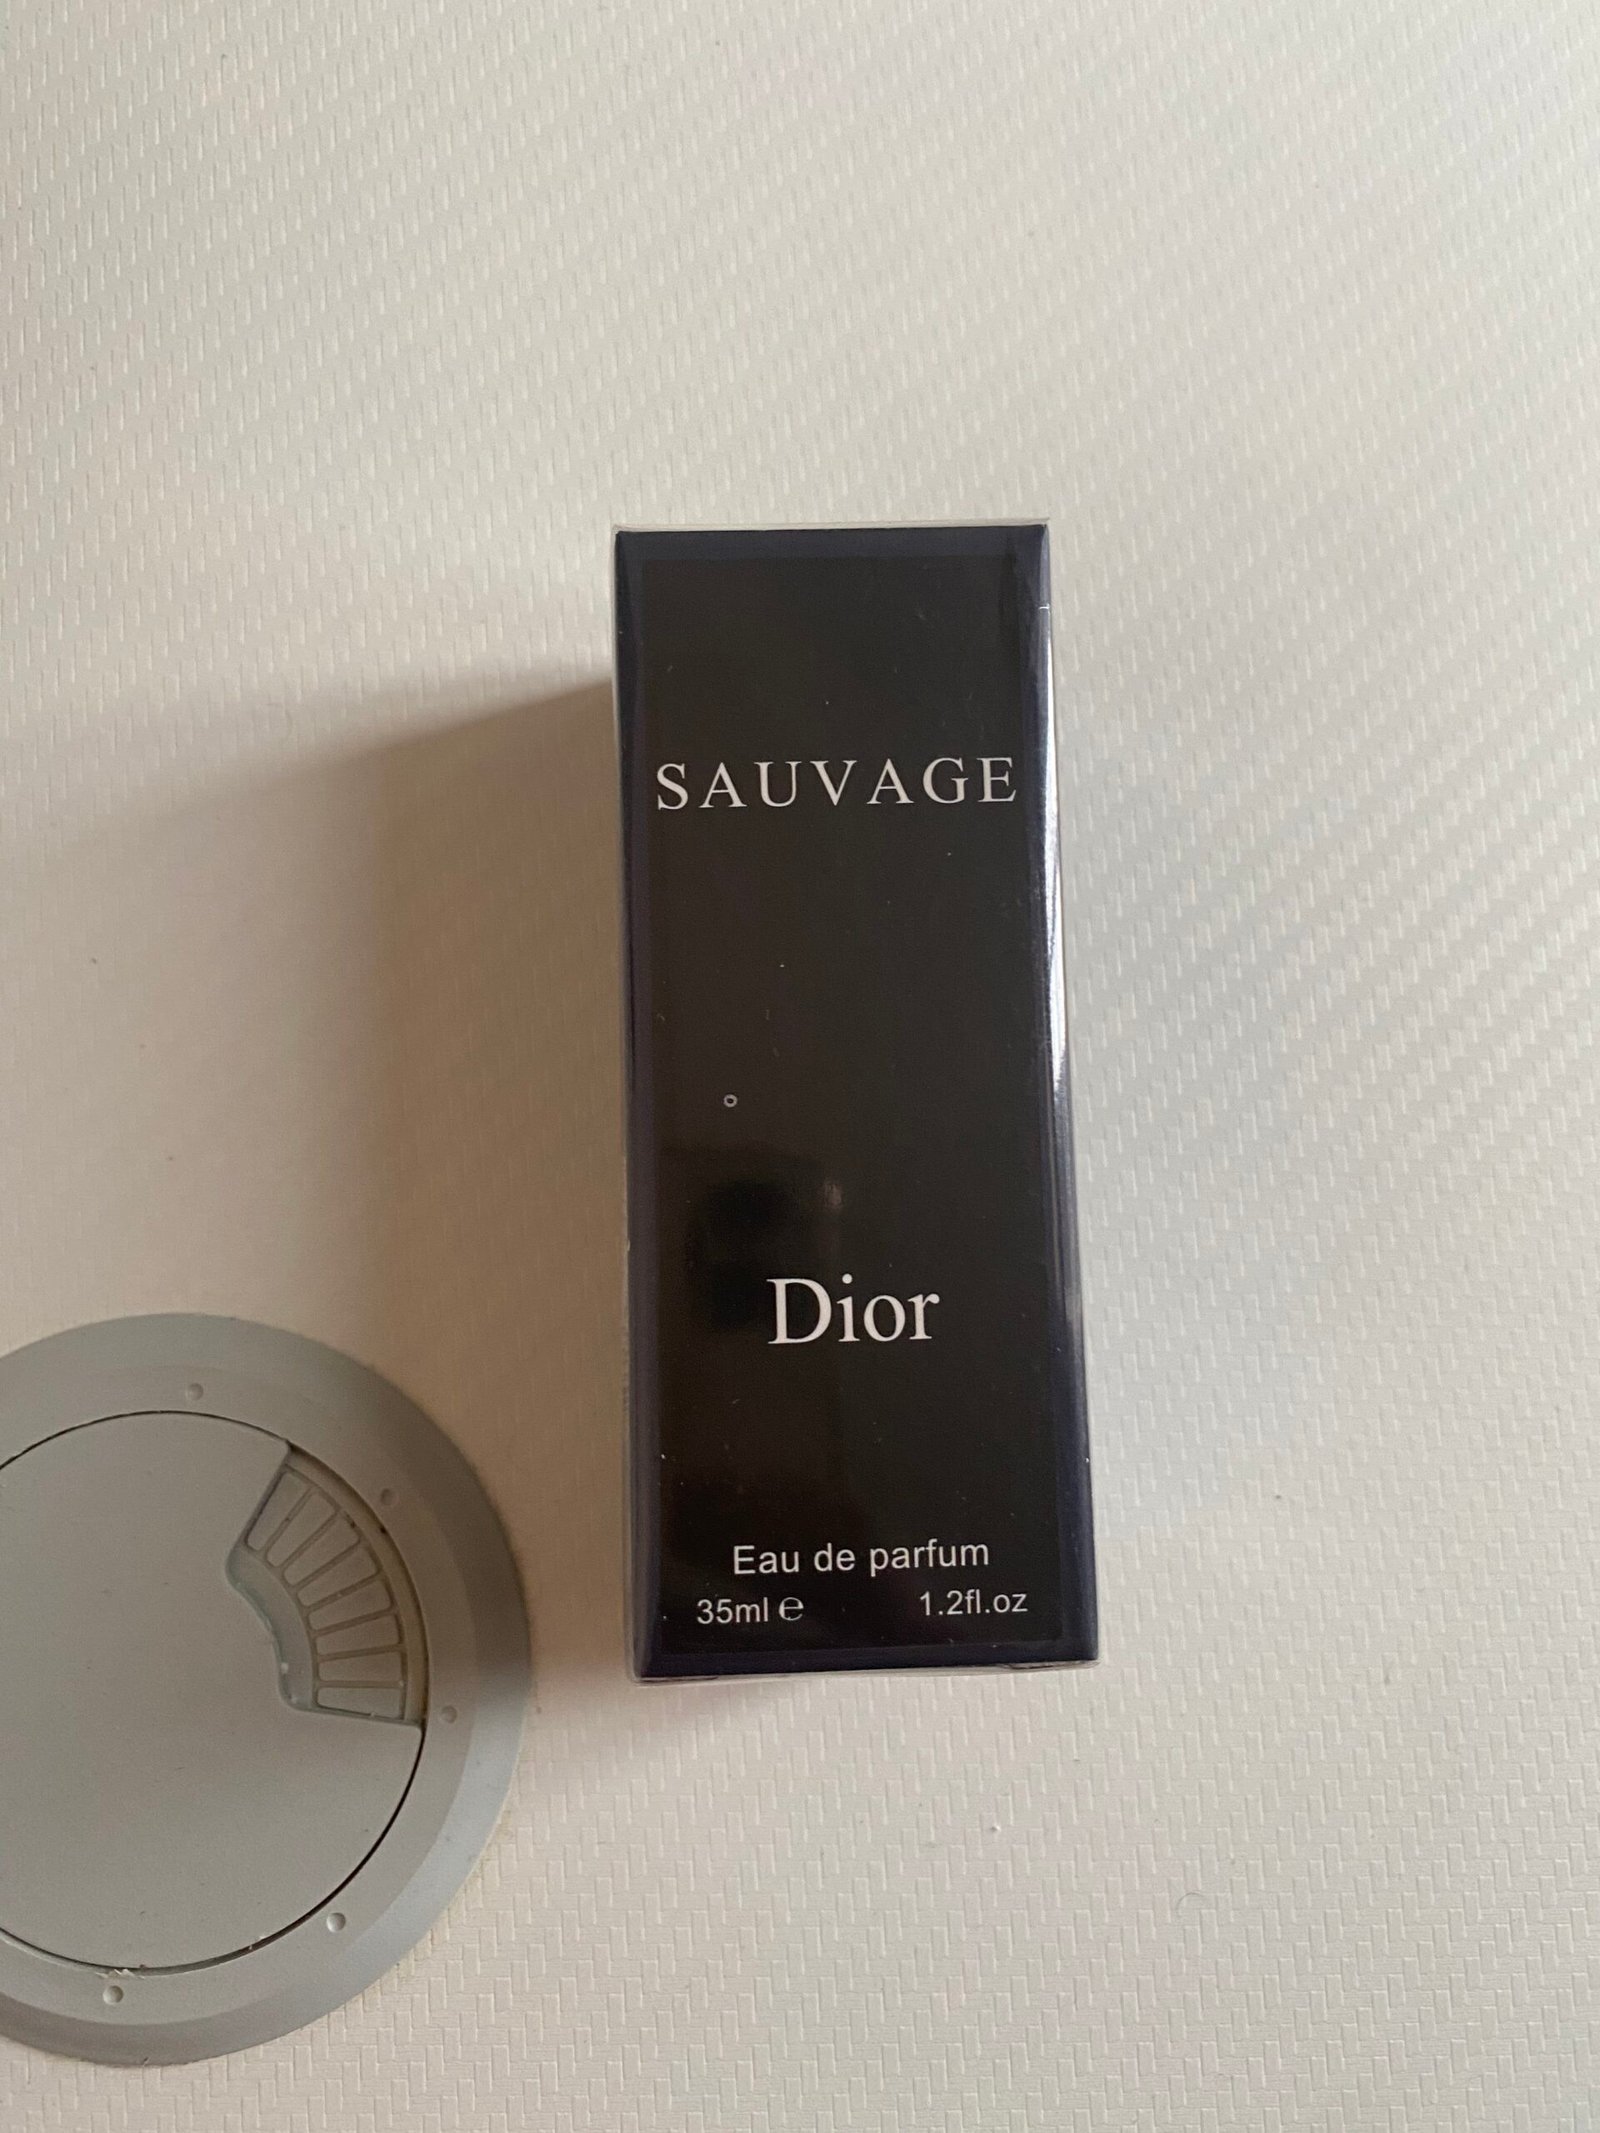 SAUVAGE
Dior
Eau de parfum
35ml ℮ 1.2fl.oz